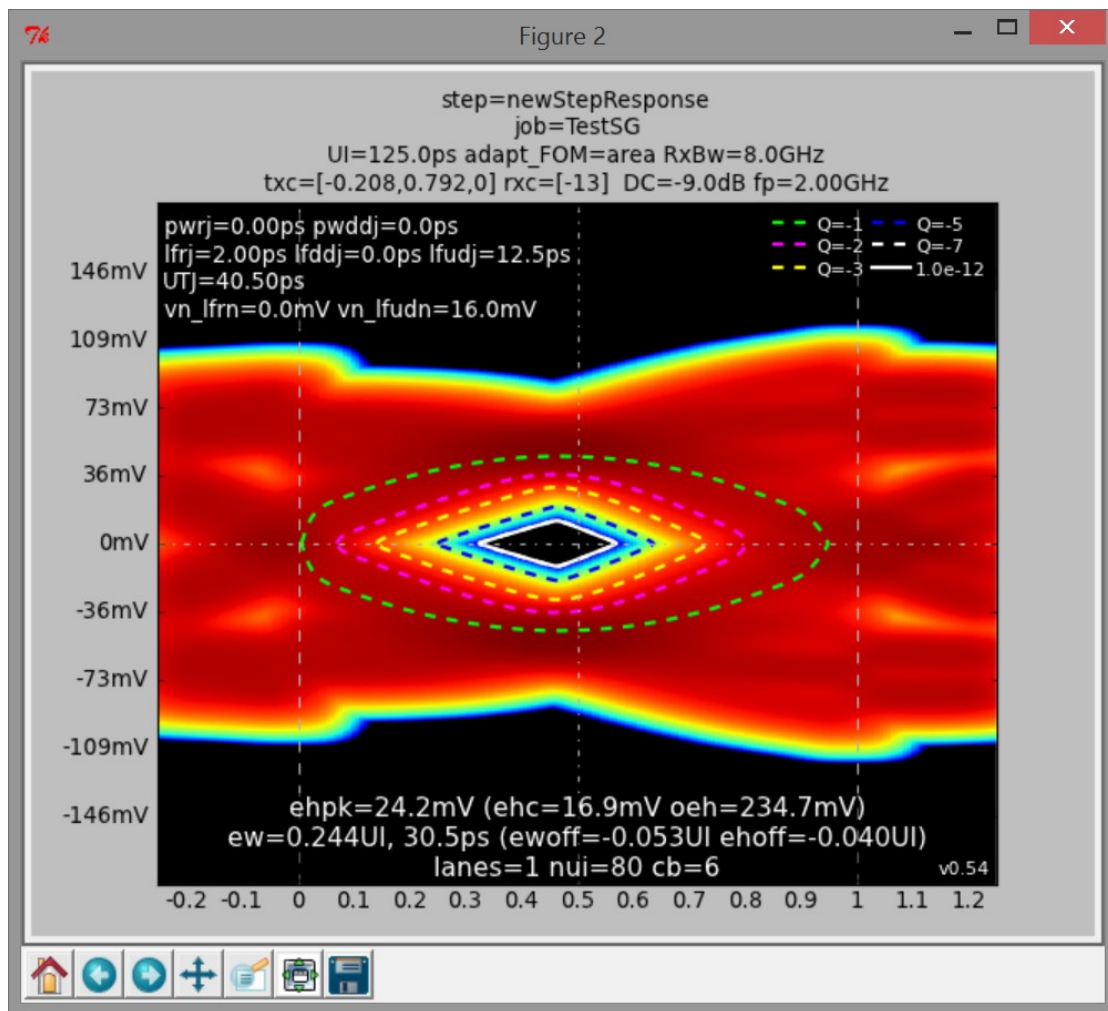 Figure 2
step=newStepResponse
job=TestSG
UI=125.0ps adapt_FOM=area RxBw=8.0GHz
txc=[-0.208,0.792,0] rxc=[-13] DC=-9.0dB fp=2.00GHz
pwrj=0.00ps pwddj=0.0ps
lfrj=2.00ps lfddj=0.0ps lfudj=12.5ps
UTJ=40.50ps
vn_lfrn=0.0mV vn_lfudn=16.0mV
Q=-1 Q=-5
Q=-2 Q=-7
Q=-3 1.0e-12
146mV
109mV
73mV
36mV
0mV
-36mV
-73mV
-109mV
-146mV
ehpk=24.2mV (ehc=16.9mV oeh=234.7mV)
ew=0.244UI, 30.5ps (ewoff=-0.053UI ehoff=-0.040UI)
lanes=1 nui=80 cb=6
v0.54
-0.2 -0.1 0 0.1 0.2 0.3 0.4 0.5 0.6 0.7 0.8 0.9 1 1.1 1.2